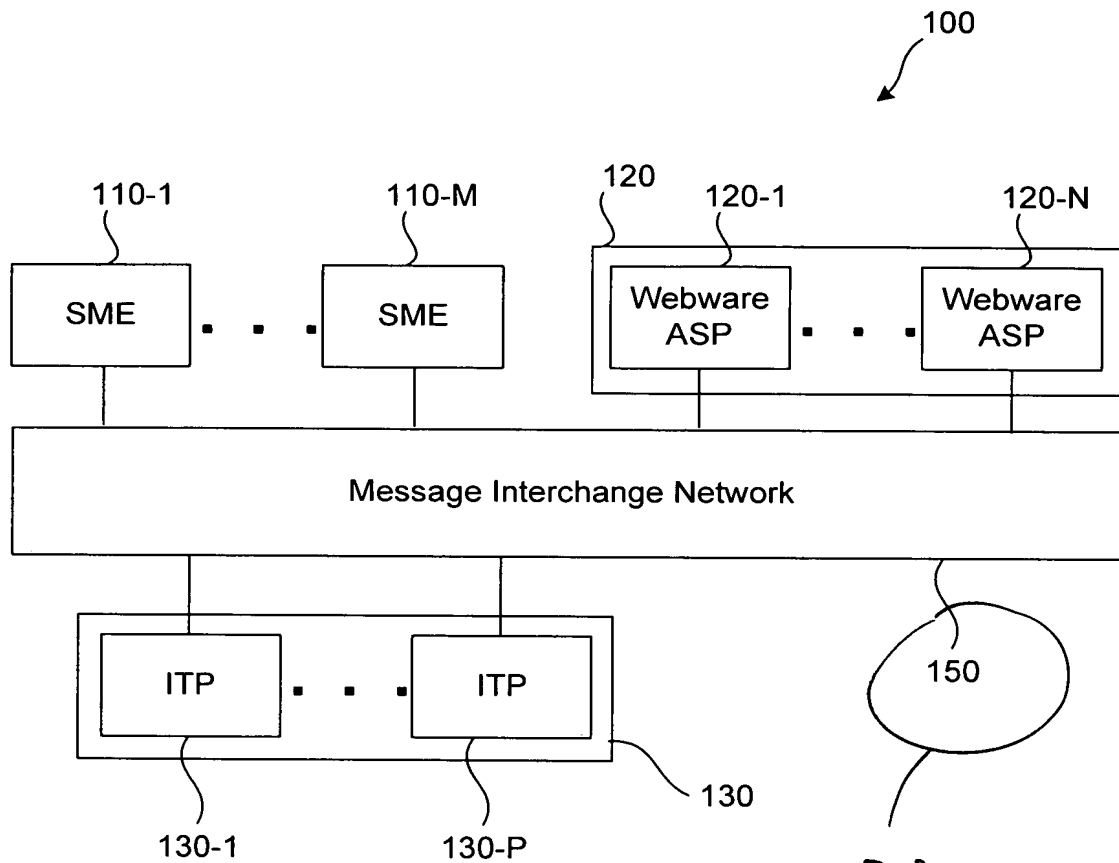 100
110-1
110-M
120
120-1
120-N
SME
SME
Webware
ASP
Webware
ASP
Message Interchange Network
ITP
ITP
150
130
130-1
130-P